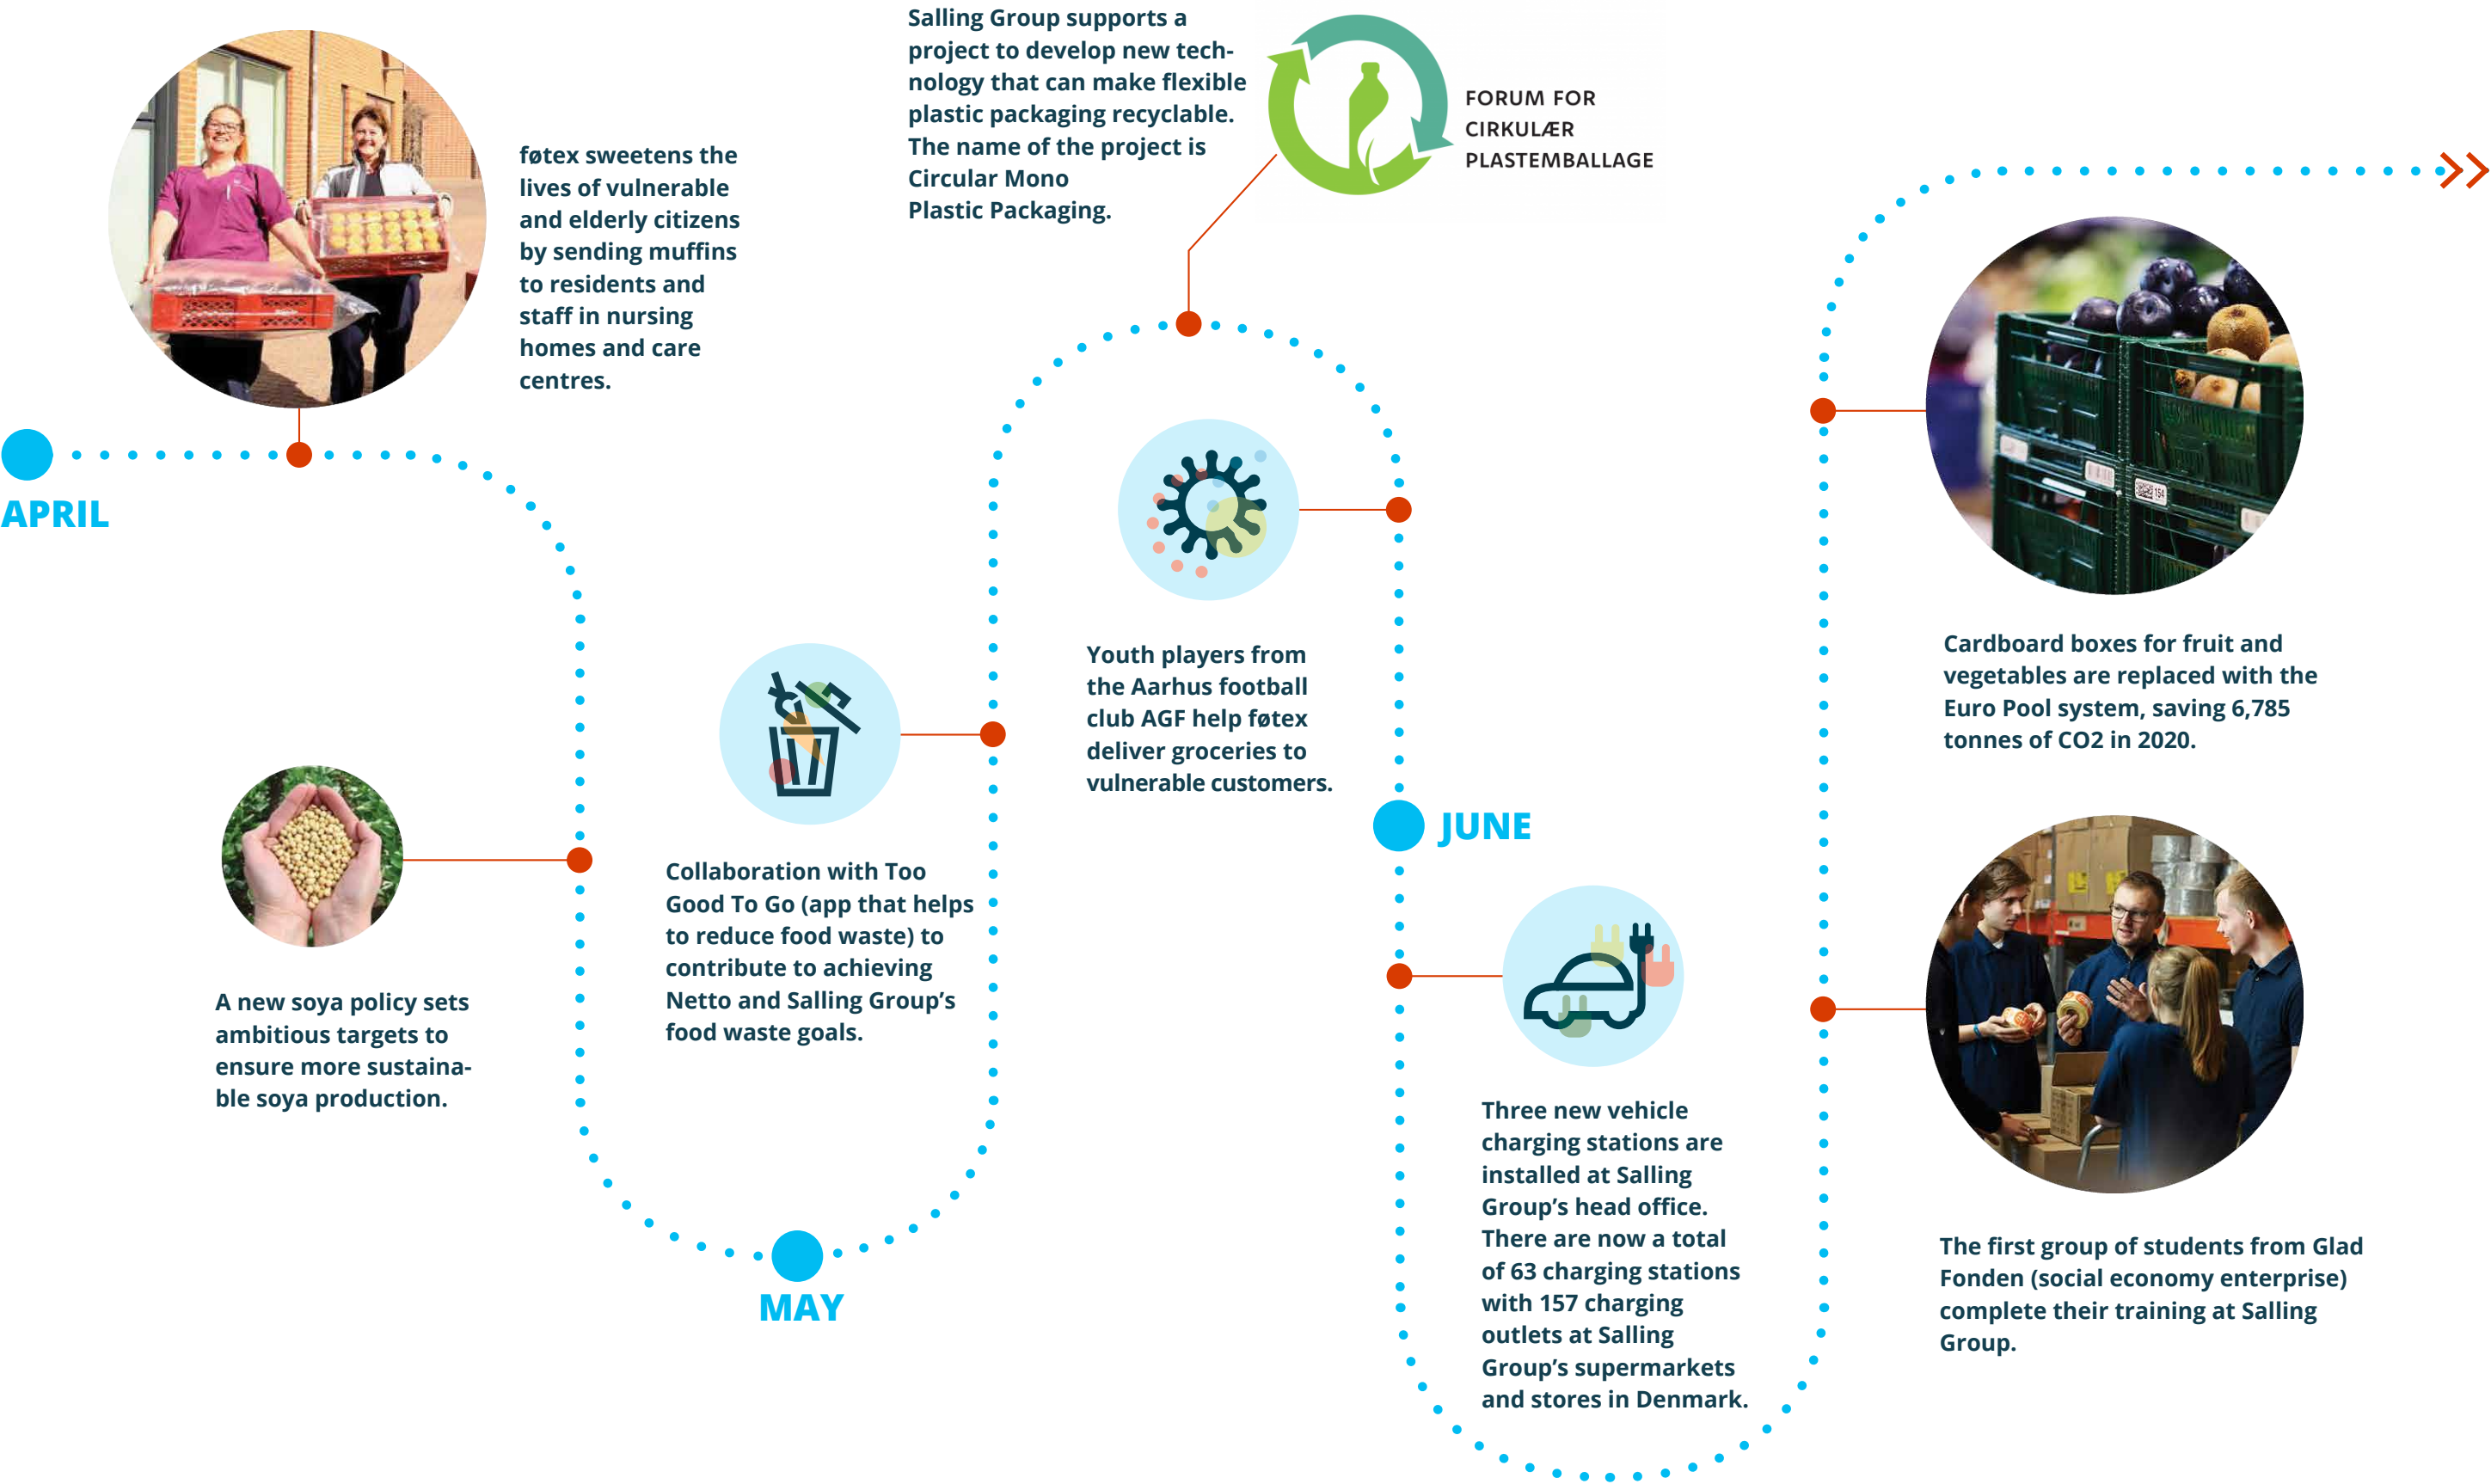 føtex sweetens the
lives of vulnerable
and elderly citizens
by sending muffins
to residents and
staff in nursing
homes and care
centres.
APRIL
A new soya policy sets
ambitious targets to
ensure more sustaina-
ble soya production.
MAY
Collaboration with Too
Good To Go (app that helps
to reduce food waste) to
contribute to achieving
Netto and Salling Group’s
food waste goals.
Salling Group supports a
project to develop new tech-
nology that can make flexible
plastic packaging recyclable.
The name of the project is
Circular Mono
Plastic Packaging.
FORUM FOR
CIRKULÆR
PLASTEMBALLAGE
Youth players from
the Aarhus football
club AGF help føtex
deliver groceries to
vulnerable customers.
JUNE
Three new vehicle
charging stations are
installed at Salling
Group’s head office.
There are now a total
of 63 charging stations
with 157 charging
outlets at Salling
Group’s supermarkets
and stores in Denmark.
The first group of students from Glad
Fonden (social economy enterprise)
complete their training at Salling
Group.
154
Cardboard boxes for fruit and
vegetables are replaced with the
Euro Pool system, saving 6,785
tonnes of CO2 in 2020.